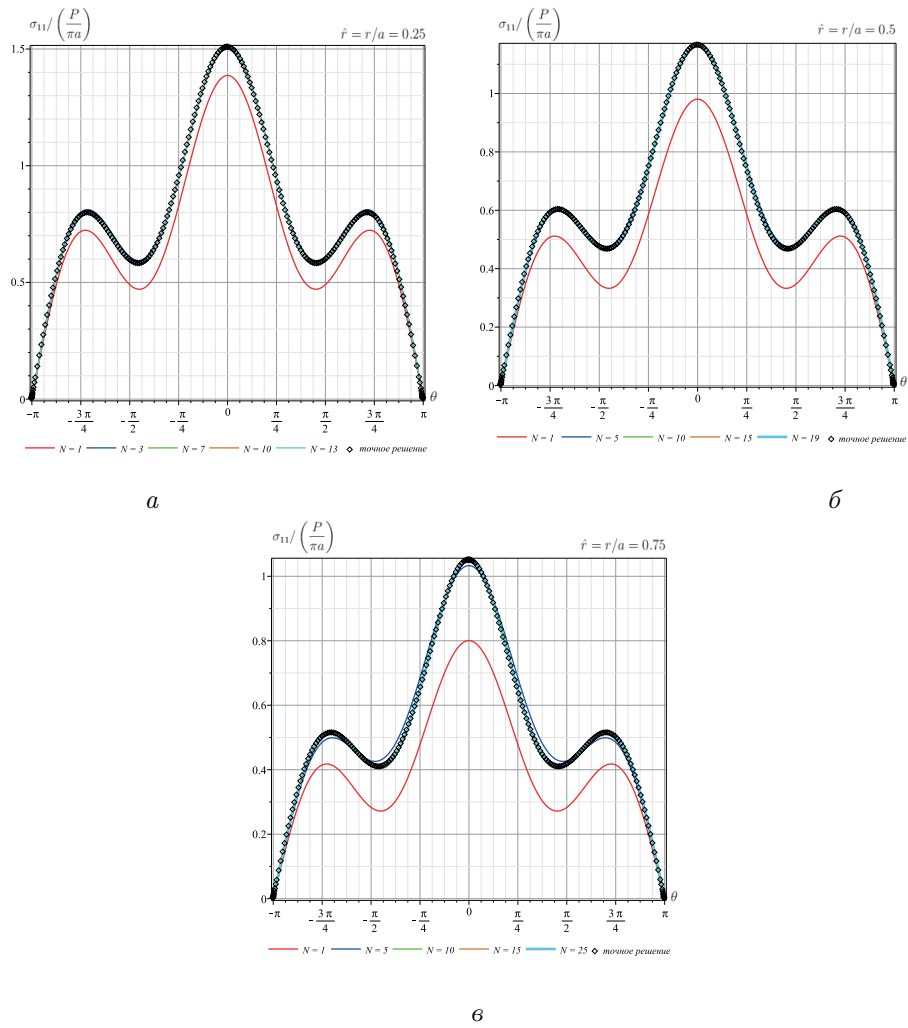 σ₁₁/(P/πa)
r̂ = r/a = 0.25
1.5
1
0.5
0
θ
−π −3π/4 −π/2 −π/4 0 π/4 π/2 3π/4 π
N = 1 N = 3 N = 7 N = 10 N = 13 точное решение
а
σ₁₁/(P/πa)
r̂ = r/a = 0.5
1
0.8
0.6
0.4
0.2
0
θ
−π −3π/4 −π/2 −π/4 0 π/4 π/2 3π/4 π
N = 1 N = 5 N = 10 N = 15 N = 19 точное решение
б
σ₁₁/(P/πa)
r̂ = r/a = 0.75
1
0.8
0.6
0.4
0.2
0
θ
−π −3π/4 −π/2 −π/4 0 π/4 π/2 3π/4 π
N = 1 N = 5 N = 10 N = 15 N = 25 точное решение
в